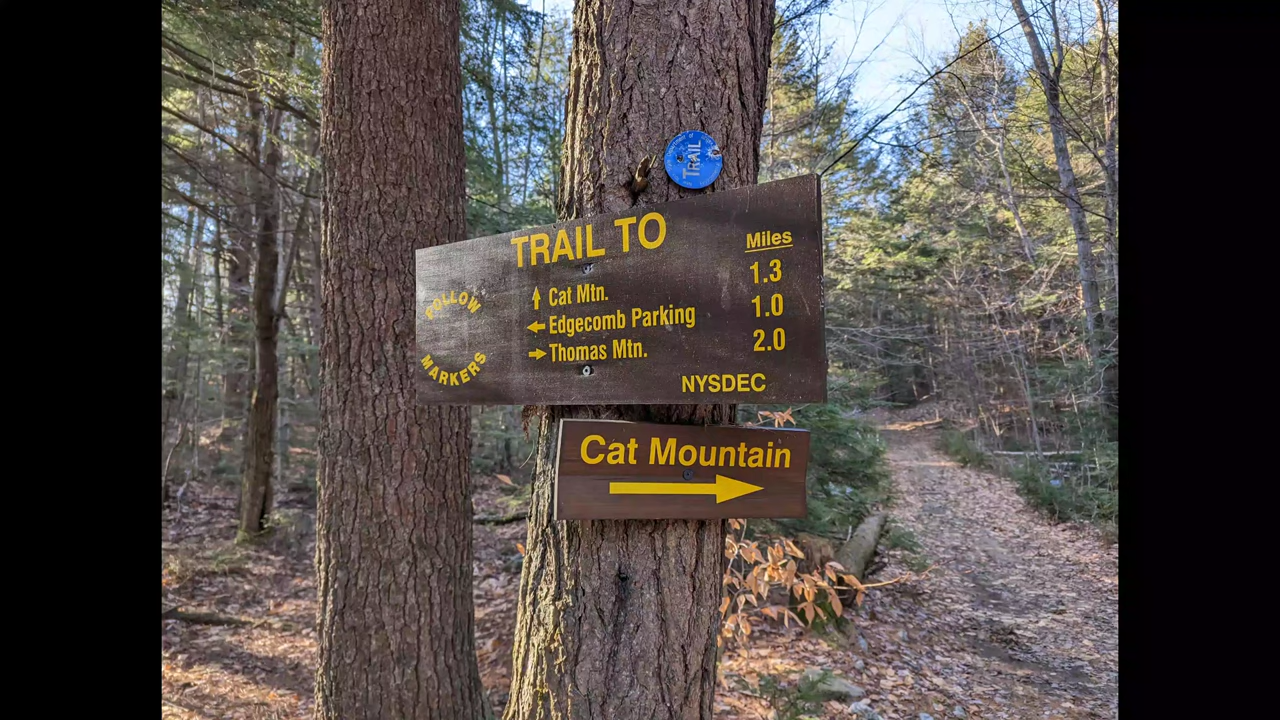 TRAIL
TRAIL TO
Miles
FOLLOW
MARKERS
↑ Cat Mtn. 1.3
← Edgecomb Parking 1.0
→ Thomas Mtn. 2.0
NYSDEC
Cat Mountain